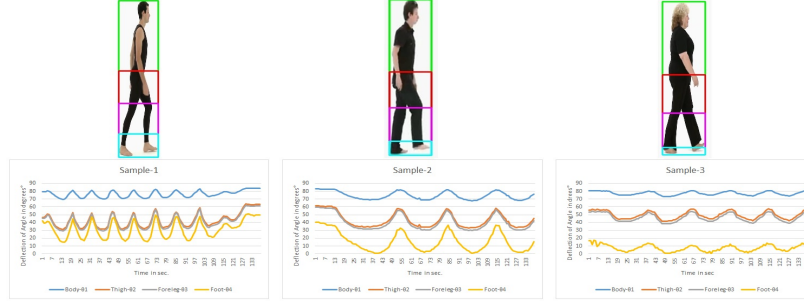 Sample-1
Deflection of Angle in degrees°
90
80
70
60
50
40
30
20
10
0
1 7 13 19 25 31 37 43 49 55 61 67 73 79 85 91 97 103 109 115 121 127 133
Time in sec.
Body-θ1 Thigh-θ2 Foreleg-θ3 Foot-θ4
Sample-2
Deflection of Angle in degrees°
90
80
70
60
50
40
30
20
10
0
1 7 13 19 25 31 37 43 49 55 61 67 73 79 85 91 97 103 109 115 121 127 133
Time in sec.
Body-θ1 Thigh-θ2 Foreleg-θ3 Foot-θ4
Sample-3
Deflection of Angle in degrees°
90
80
70
60
50
40
30
20
10
0
1 7 13 19 25 31 37 43 49 55 61 67 73 79 85 91 97 103 109 115 121 127 133
Time in sec.
Body-θ1 Thigh-θ2 Foreleg-θ3 Foot-θ4